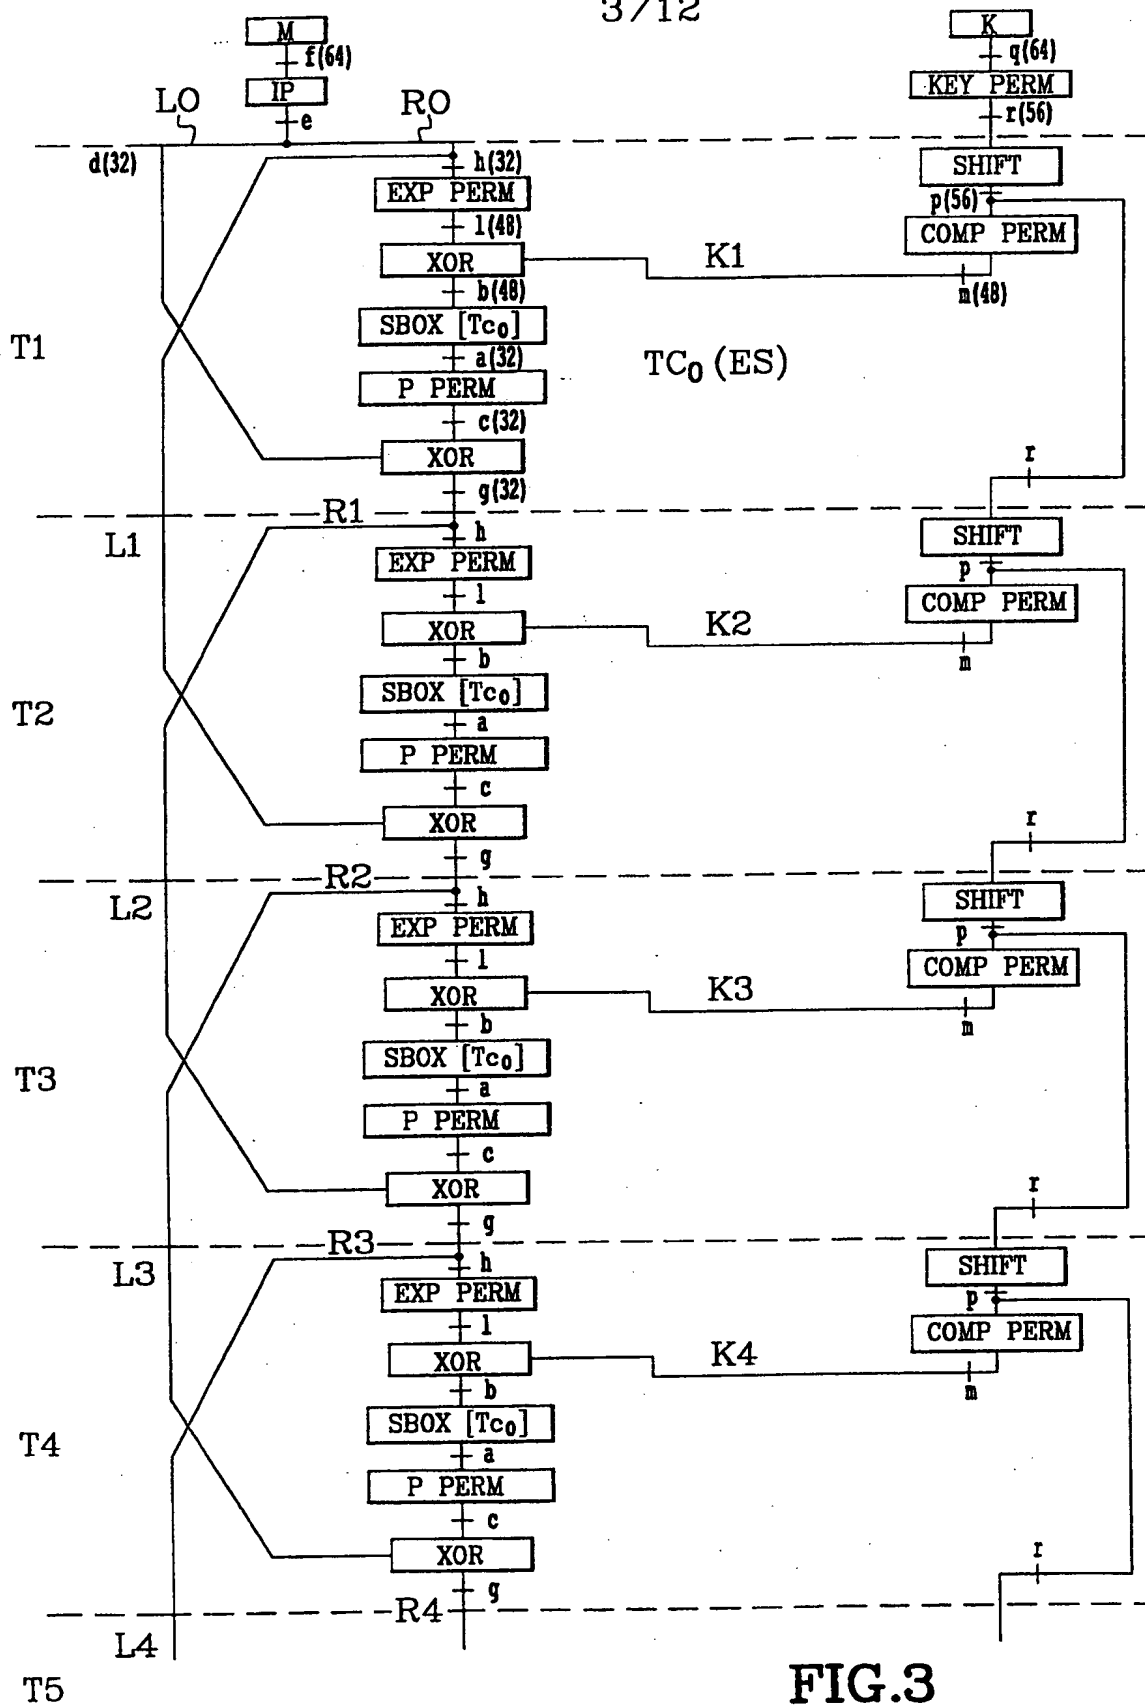 3/12
M
K
f(64)
q(64)
IP
KEY PERM
L0
R0
e
r(56)
d(32)
h(32)
SHIFT
EXP PERM
p(56)
l(48)
COMP PERM
XOR
K1
b(48)
m(48)
SBOX [Tc0]
T1
a(32)
TC0 (ES)
P PERM
c(32)
XOR
r
g(32)
R1
L1
h
SHIFT
EXP PERM
p
l
COMP PERM
XOR
K2
b
m
SBOX [Tc0]
T2
a
P PERM
c
XOR
r
g
R2
L2
h
SHIFT
EXP PERM
p
l
COMP PERM
XOR
K3
b
m
SBOX [Tc0]
T3
a
P PERM
c
XOR
r
g
R3
L3
h
SHIFT
EXP PERM
p
l
COMP PERM
XOR
K4
b
m
SBOX [Tc0]
T4
a
P PERM
c
XOR
r
g
R4
L4
T5
FIG.3